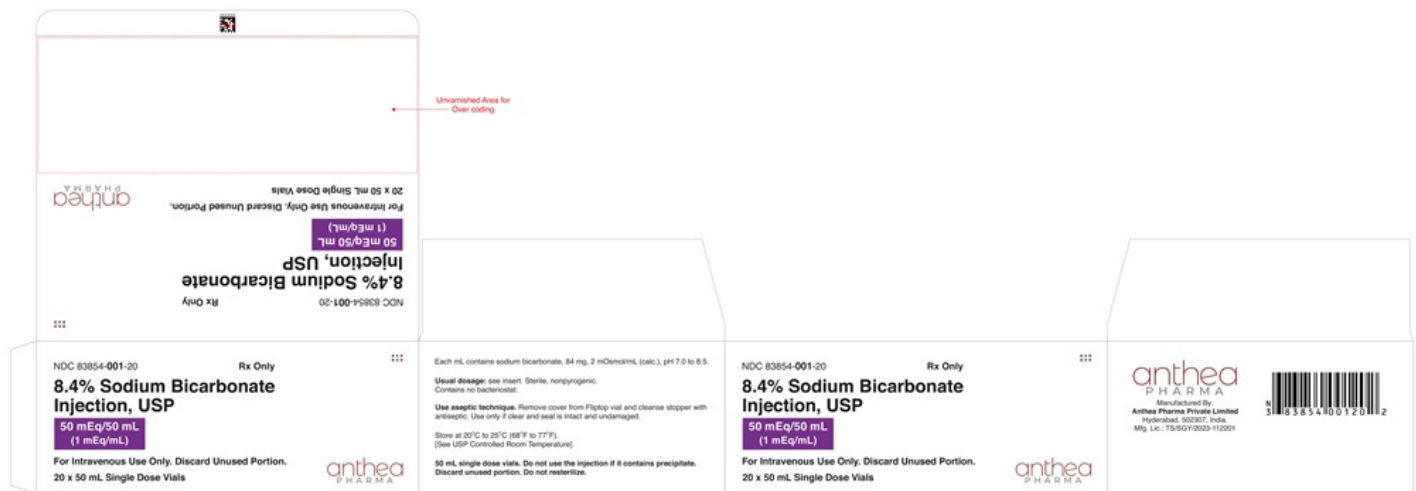 Unvarnished Area for
Over coding
NDC 83854-001-20 Rx Only
8.4% Sodium Bicarbonate
Injection, USP
50 mEq/50 mL
(1 mEq/mL)
For Intravenous Use Only. Discard Unused Portion.
20 x 50 mL Single Dose Vials
anthea
PHARMA
NDC 83854-001-20 Rx Only
8.4% Sodium Bicarbonate
Injection, USP
50 mEq/50 mL
(1 mEq/mL)
For Intravenous Use Only. Discard Unused Portion.
20 x 50 mL Single Dose Vials
anthea
PHARMA
Each mL contains sodium bicarbonate, 84 mg, 2 mOsmol/mL (calc.), pH 7.0 to 8.5.
Usual dosage: see insert. Sterile, nonpyrogenic.
Contains no bacteriostat.
Use aseptic technique. Remove cover from Fliptop vial and cleanse stopper with
antiseptic. Use only if clear and seal is intact and undamaged.
Store at 20°C to 25°C (68°F to 77°F).
[See USP Controlled Room Temperature]
50 mL single dose vials. Do not use the injection if it contains precipitate.
Discard unused portion. Do not resterilize.
NDC 83854-001-20 Rx Only
8.4% Sodium Bicarbonate
Injection, USP
50 mEq/50 mL
(1 mEq/mL)
For Intravenous Use Only. Discard Unused Portion.
20 x 50 mL Single Dose Vials
anthea
PHARMA
anthea
PHARMA
Manufactured By:
Anthea Pharma Private Limited
Hyderabad, 502307, India.
Mfg. Lic.: TS/SGY/2023-112201
N
3 83854 00120 2